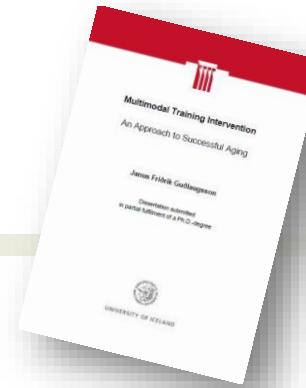 Multimodal Training Intervention
An Approach to Successful Aging
Janus Friðrik Guðlaugsson
Dissertation submitted
in partial fulfilment of a Ph.D.-degree
UNIVERSITY OF ICELAND